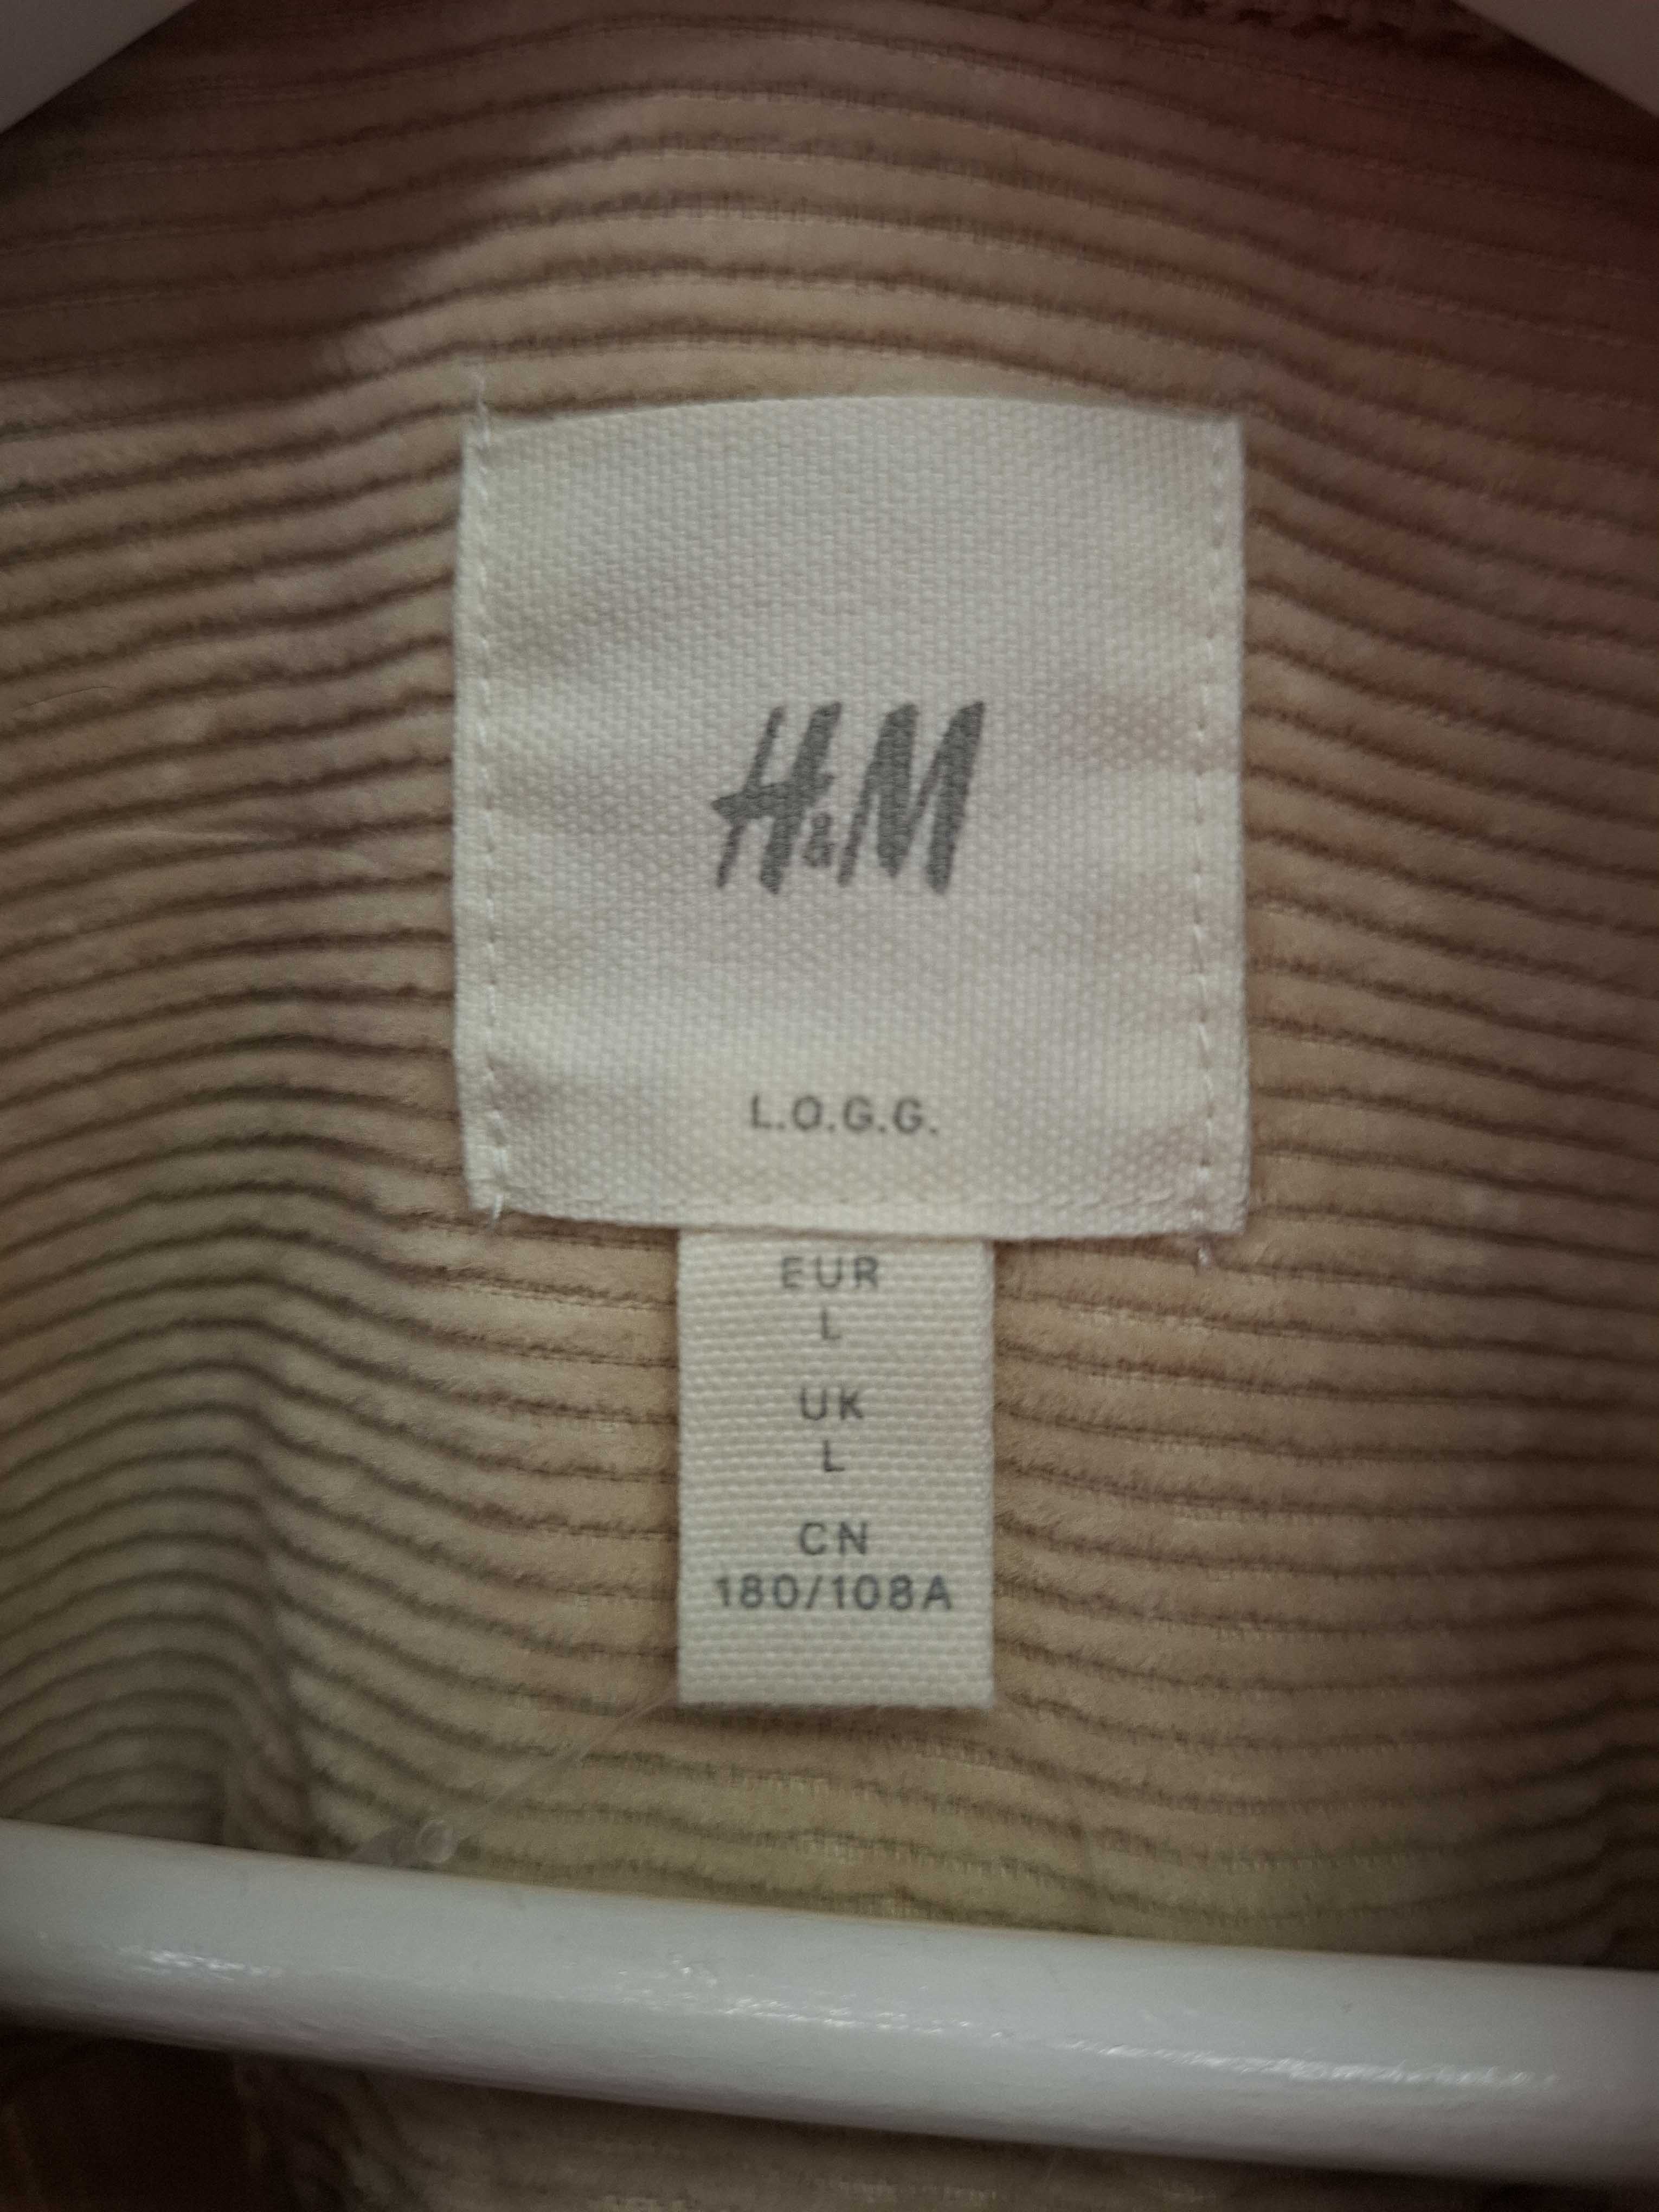 H&M
L.O.G.G.
EUR
L
UK
L
CN
180/108A